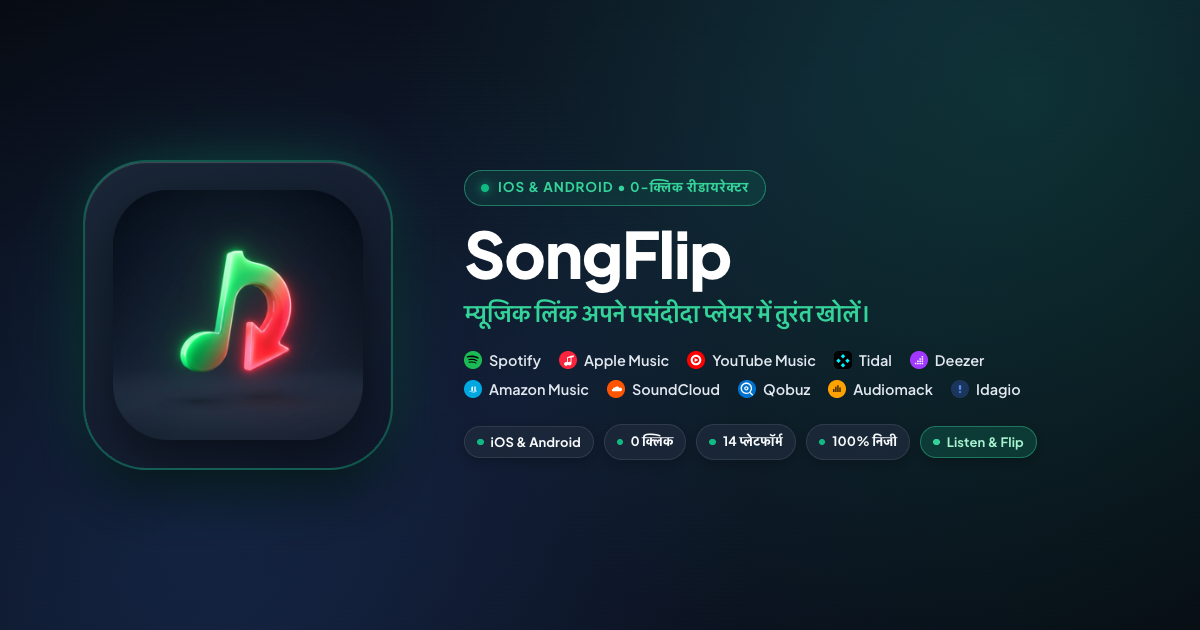 IOS & ANDROID • 0-क्लिक रीडायरेक्टर
SongFlip
म्यूजिक लिंक अपने पसंदीदा प्लेयर में तुरंत खोलें।
Spotify Apple Music YouTube Music Tidal Deezer
Amazon Music SoundCloud Qobuz Audiomack Idagio
iOS & Android 0 क्लिक 14 प्लेटफॉर्म 100% निजी Listen & Flip